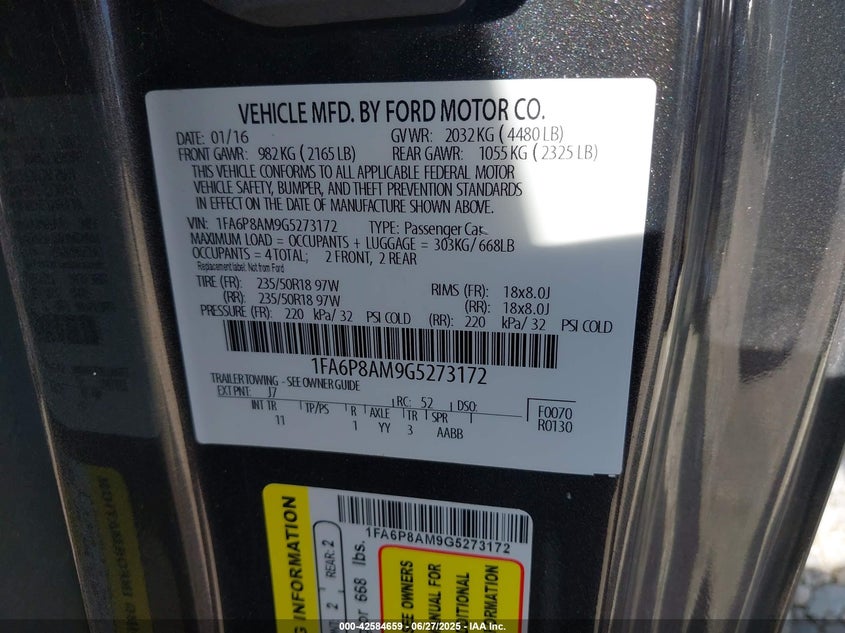 VEHICLE MFD. BY FORD MOTOR CO.
DATE: 01/16 GVWR: 2032 KG ( 4480 LB)
FRONT GAWR: 982 KG ( 2165 LB) REAR GAWR: 1055 KG ( 2325 LB)
THIS VEHICLE CONFORMS TO ALL APPLICABLE FEDERAL MOTOR
VEHICLE SAFETY, BUMPER, AND THEFT PREVENTION STANDARDS
IN EFFECT ON THE DATE OF MANUFACTURE SHOWN ABOVE.
VIN: 1FA6P8AM9G5273172 TYPE: Passenger Car
MAXIMUM LOAD = OCCUPANTS + LUGGAGE = 303KG/668LB
OCCUPANTS = 4 TOTAL; 2 FRONT, 2 REAR
Replacement label: Not from Ford
TIRE (FR): 235/50R18 97W RIMS (FR): 18x8.0J
(RR): 235/50R18 97W (RR): 18x8.0J
PRESSURE (FR): 220 kPa/ 32 PSI COLD (RR): 220 kPa/ 32 PSI COLD
1FA6P8AM9G5273172
TRAILER TOWING - SEE OWNER GUIDE
EXT PNT: J7 RC: 52 DSO:
INT TR TP/PS R AXLE TR SPR F0070
11 1 YY 3 AABB R0130
1FA6P8AM9G5273172
INFORMATION
2 REAR: 2
668 lbs.
OWNERS
MANUAL FOR
000-42584659 | 06/27/2025 - IAA